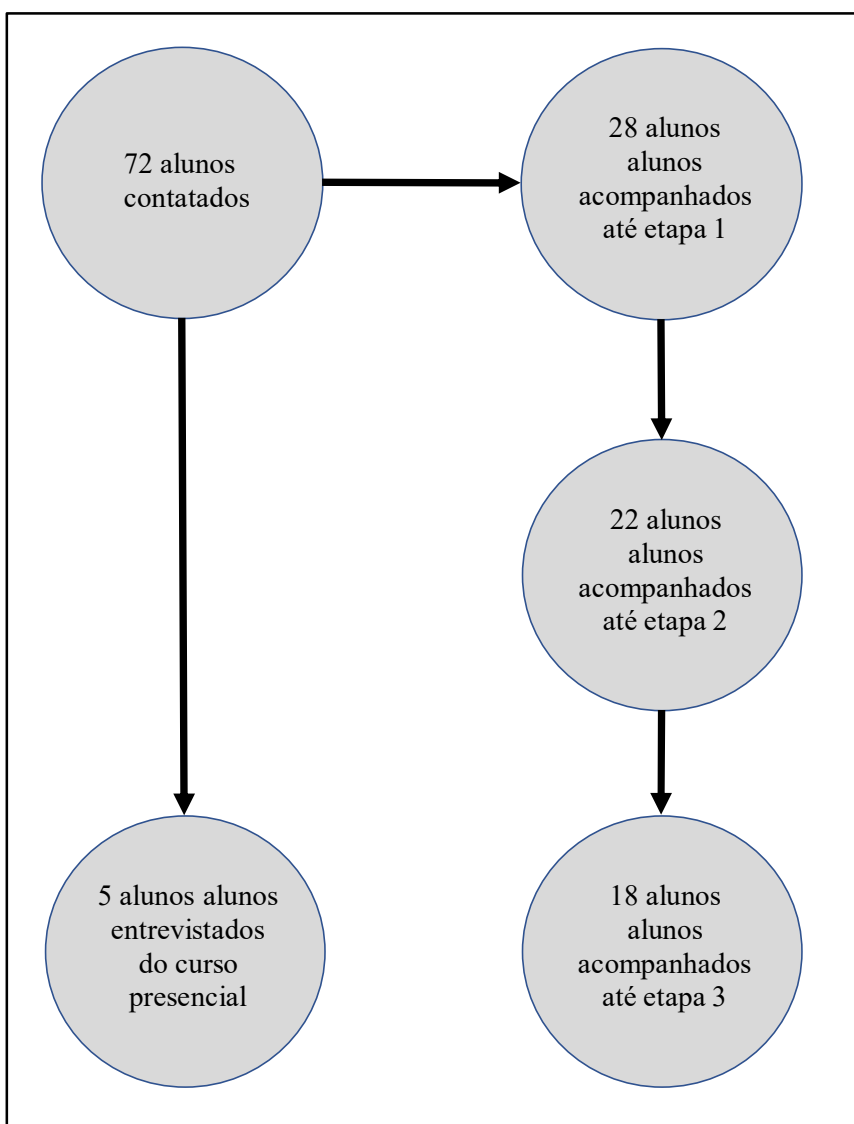 72 alunos
contatados
28 alunos
alunos
acompanhados
até etapa 1
22 alunos
alunos
acompanhados
até etapa 2
5 alunos alunos
entrevistados
do curso
presencial
18 alunos
alunos
acompanhados
até etapa 3